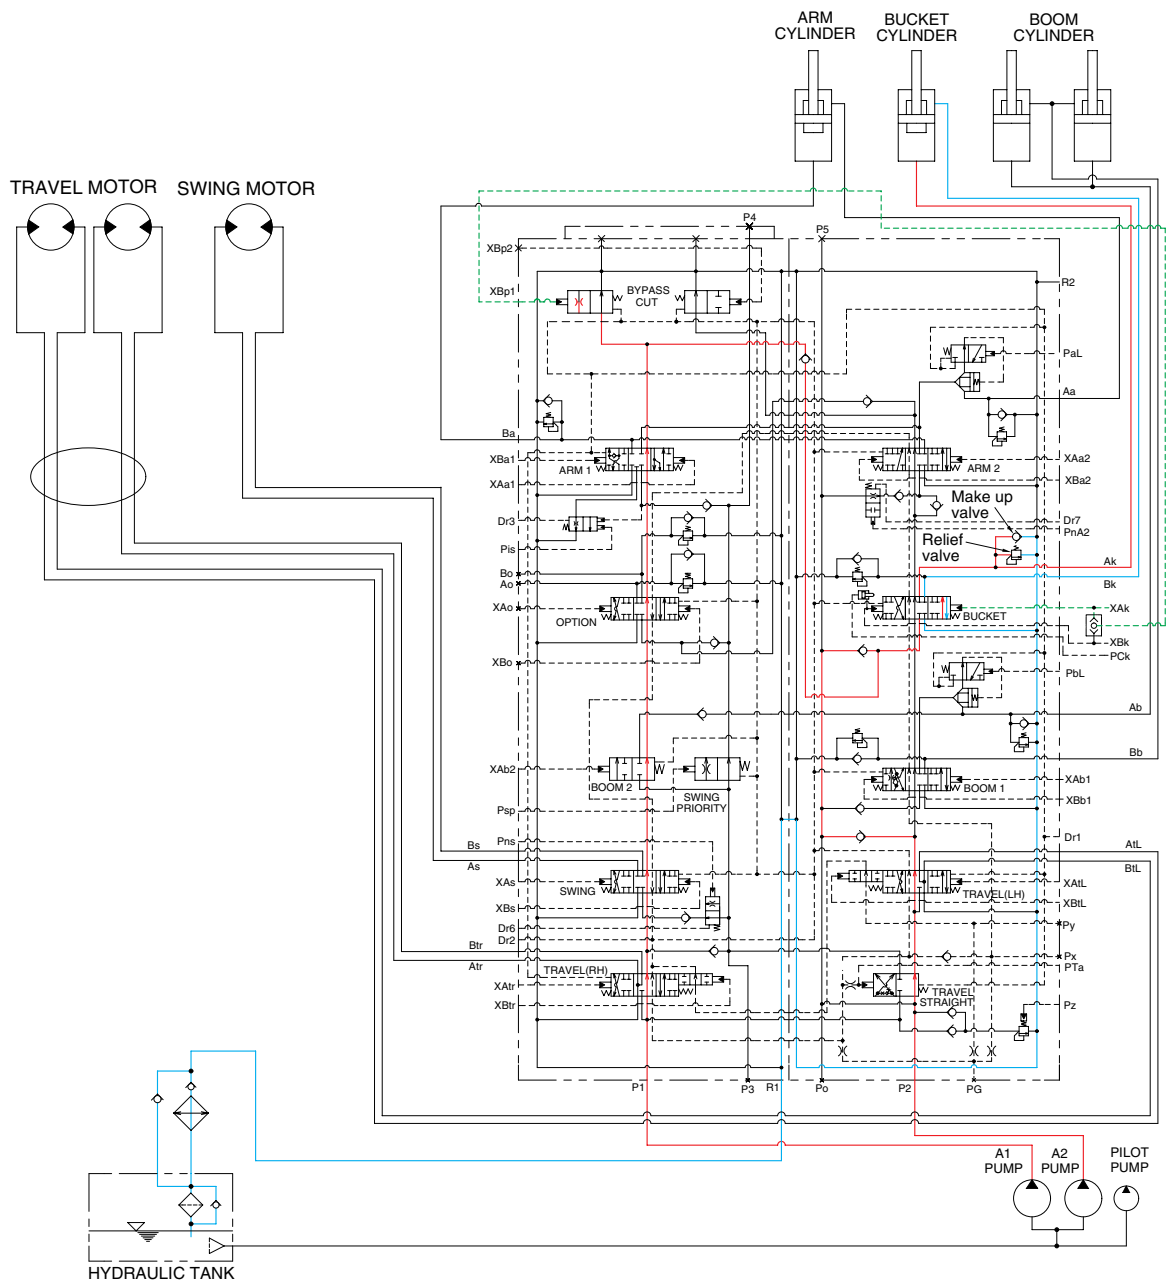 ARM
CYLINDER
BUCKET
CYLINDER
BOOM
CYLINDER
TRAVEL MOTOR
SWING MOTOR
P4
P5
XBp2
XBp1
BYPASS
CUT
R2
PaL
Aa
Ba
XBa1
XAa1
ARM 1
ARM 2
XAa2
XBa2
Make up
valve
Dr3
Pis
Dr7
PnA2
Relief
valve
Ak
Bk
Bo
Ao
XAo
OPTION
BUCKET
XAk
XBk
PCk
XBo
PbL
Ab
Bb
XAb2
BOOM 2
SWING
PRIORITY
BOOM 1
XAb1
XBb1
Psp
Pns
Dr1
Bs
As
AtL
BtL
XAs
SWING
TRAVEL(LH)
XAtL
XBtL
XBs
Dr6
Dr2
Py
Btr
Atr
Px
PTa
XAtr
XBtr
TRAVEL(RH)
TRAVEL
STRAIGHT
Pz
P1
P3
R1
Po
P2
PG
A1
PUMP
A2
PUMP
PILOT
PUMP
HYDRAULIC TANK